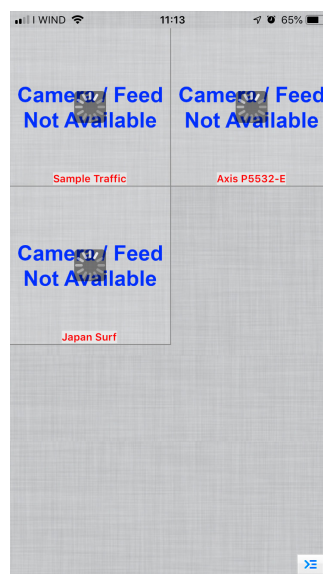 I WIND 11:13 65%
Camera / Feed
Not Available
Sample Traffic
Camera / Feed
Not Available
Axis P5532-E
Camera / Feed
Not Available
Japan Surf